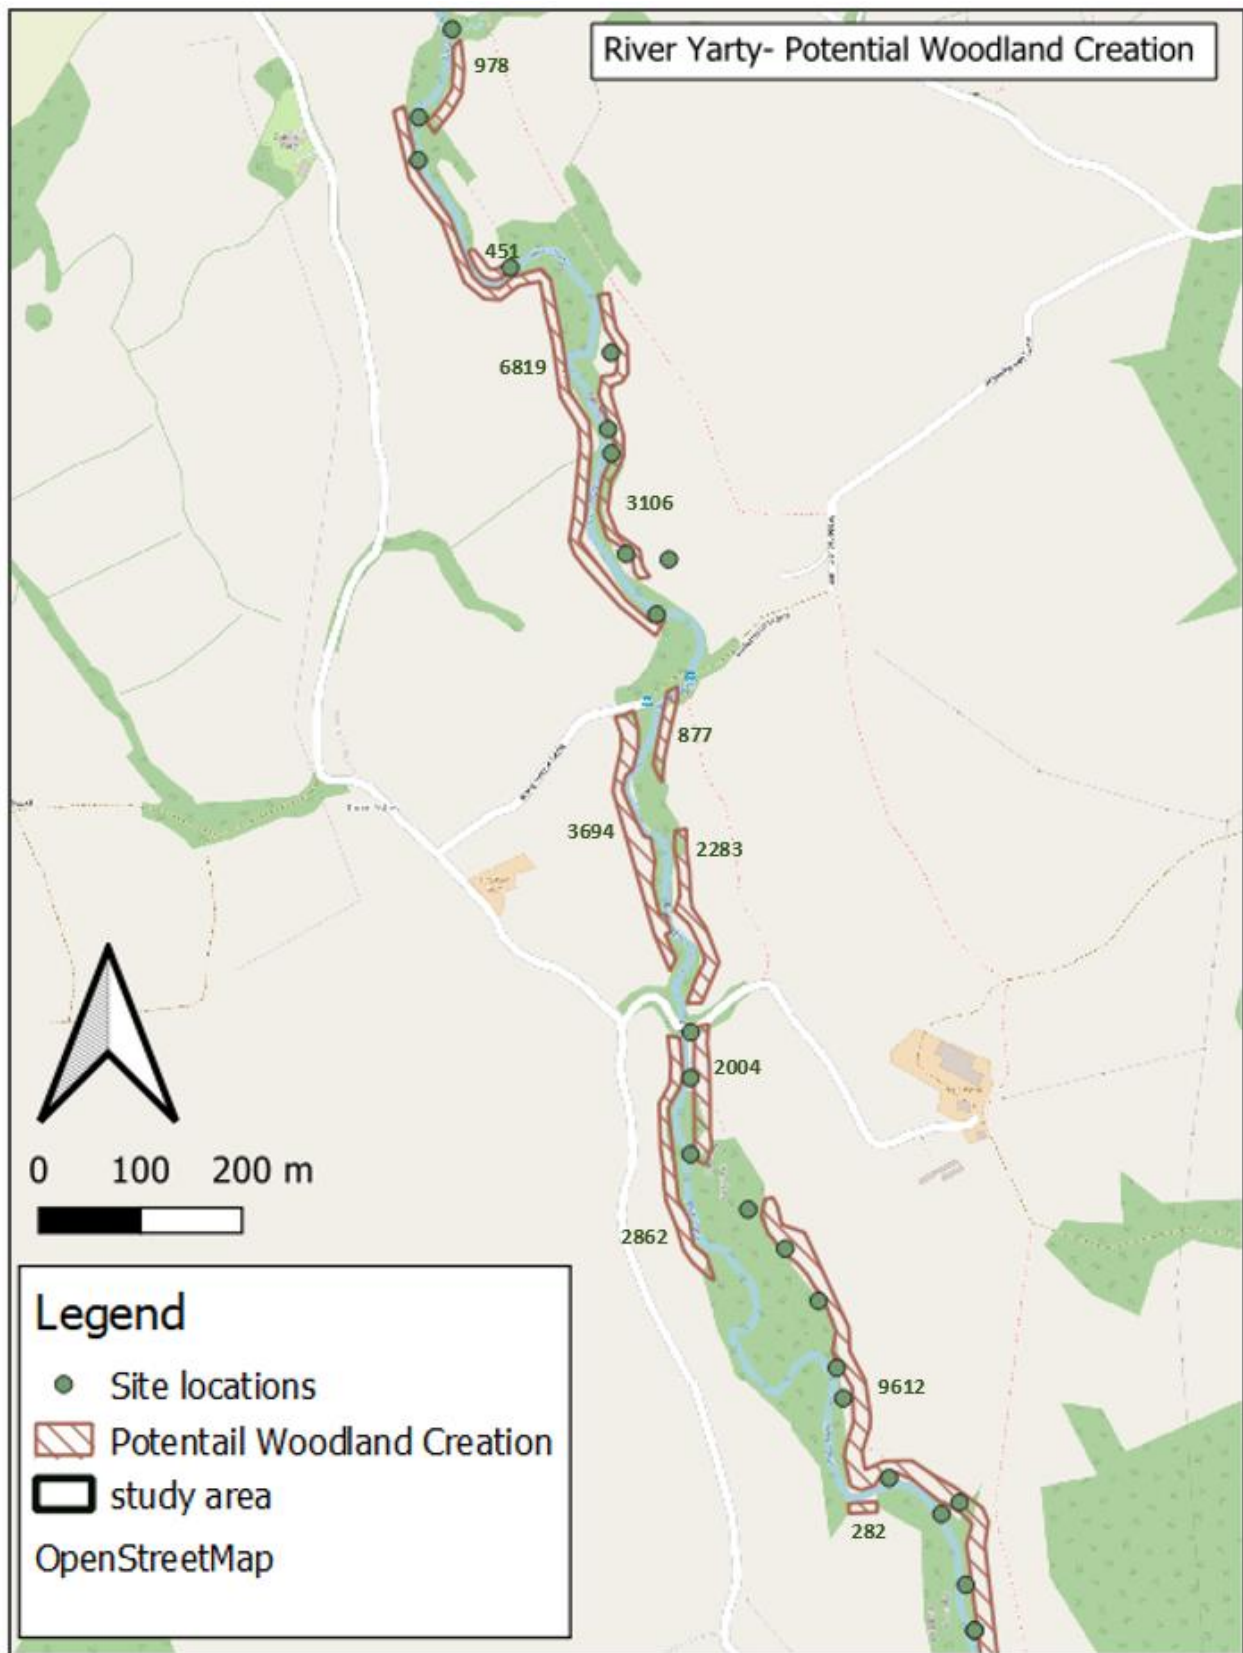 River Yarty- Potential Woodland Creation
978
451
6819
3106
877
3694
2283
2004
2862
9612
282
0 100 200 m
Legend
Site locations
Potentail Woodland Creation
study area
OpenStreetMap